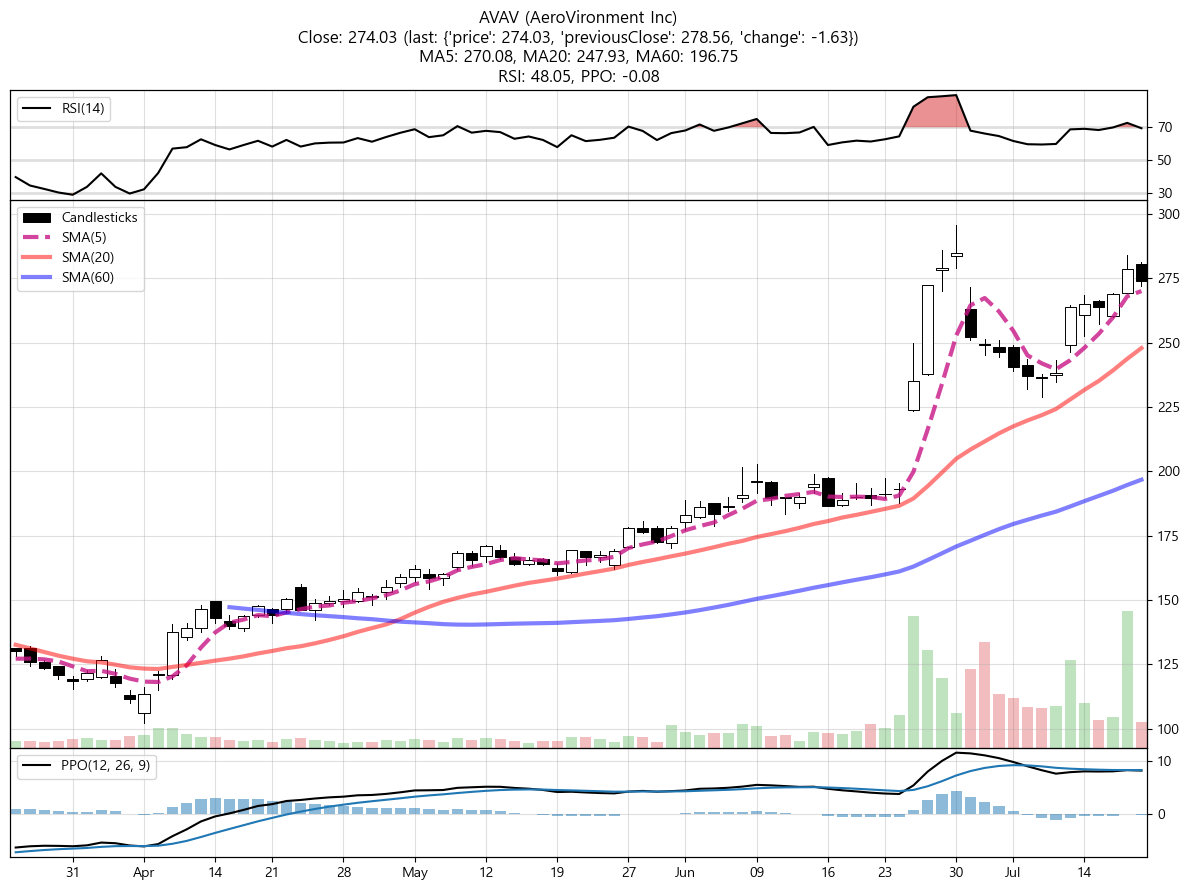 AVAV (AeroVironment Inc)
Close: 274.03 (last: {'price': 274.03, 'previousClose': 278.56, 'change': -1.63})
MA5: 270.08, MA20: 247.93, MA60: 196.75
RSI: 48.05, PPO: -0.08
RSI(14)
70
50
30
Candlesticks
SMA(5)
SMA(20)
SMA(60)
300
275
250
225
200
175
150
125
100
PPO(12, 26, 9)
10
0
31 Apr 14 21 28 May 12 19 27 Jun 09 16 23 30 Jul 14